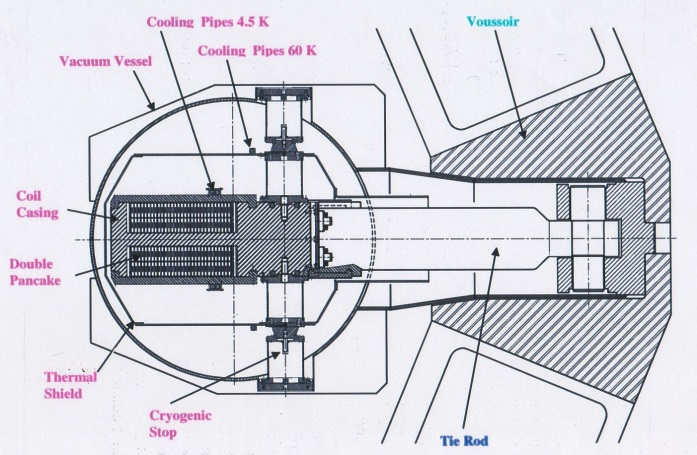 Cooling Pipes 4.5 K
Voussoir
Cooling Pipes 60 K
Vacuum Vessel
Coil
Casing
Double
Pancake
Thermal
Shield
Cryogenic
Stop
Tie Rod